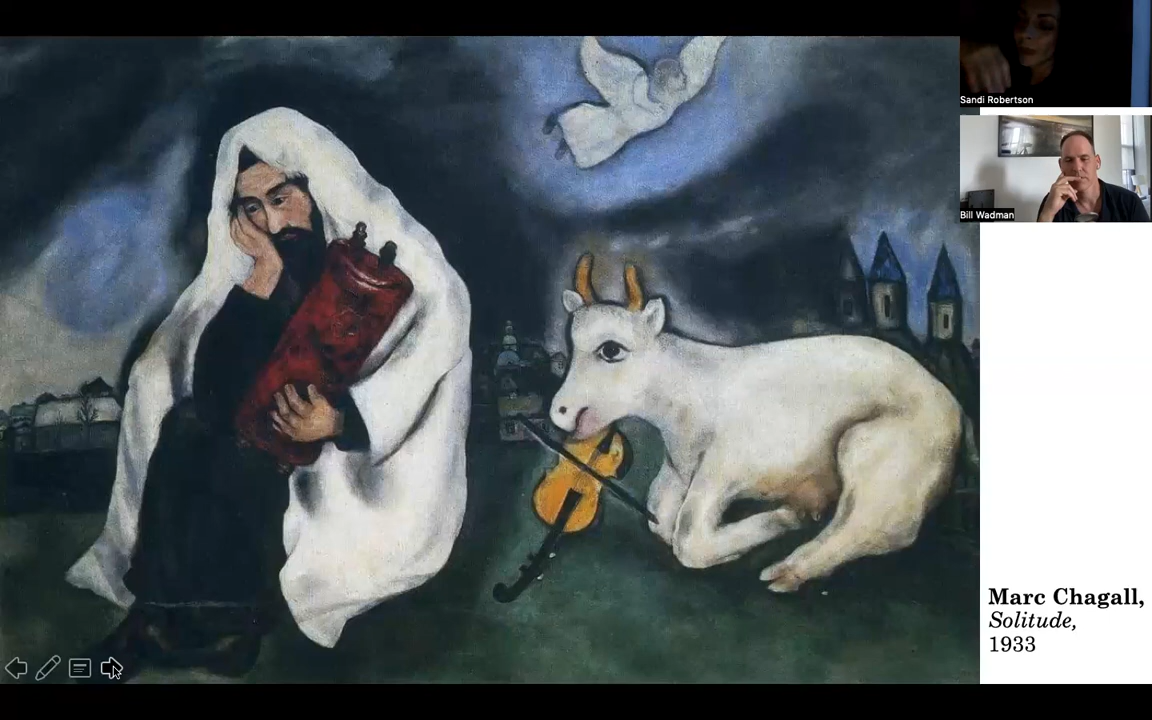 Sandi Robertson
Bill Wadman
Marc Chagall,
Solitude,
1933